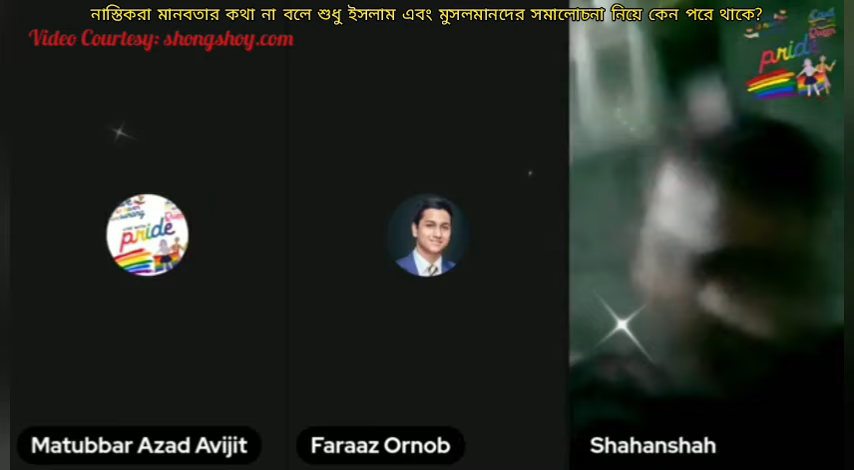 নাস্তিকরা মানবতার কথা না বলে শুধু ইসলাম এবং মুসলমানদের সমালোচনা নিয়ে কেন পরে থাকে?
Video Courtesy: shongshoy.com
pride
pride
Matubbar Azad Avijit
Faraaz Ornob
Shahanshah